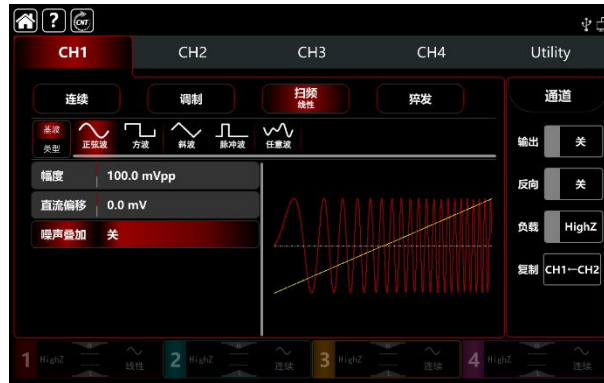 ? CNT
CH1 CH2 CH3 CH4 Utility
连续 调制 扫频 线性 猝发 通道
基波 类型 正弦波 方波 斜波 脉冲波 任意波
输出 关
幅度 100.0 mVpp
反向 关
直流偏移 0.0 mV
负载 HighZ
噪声叠加 关
复制 CH1←CH2
1 HighZ 线性 2 HighZ 连续 3 HighZ 连续 4 HighZ 连续